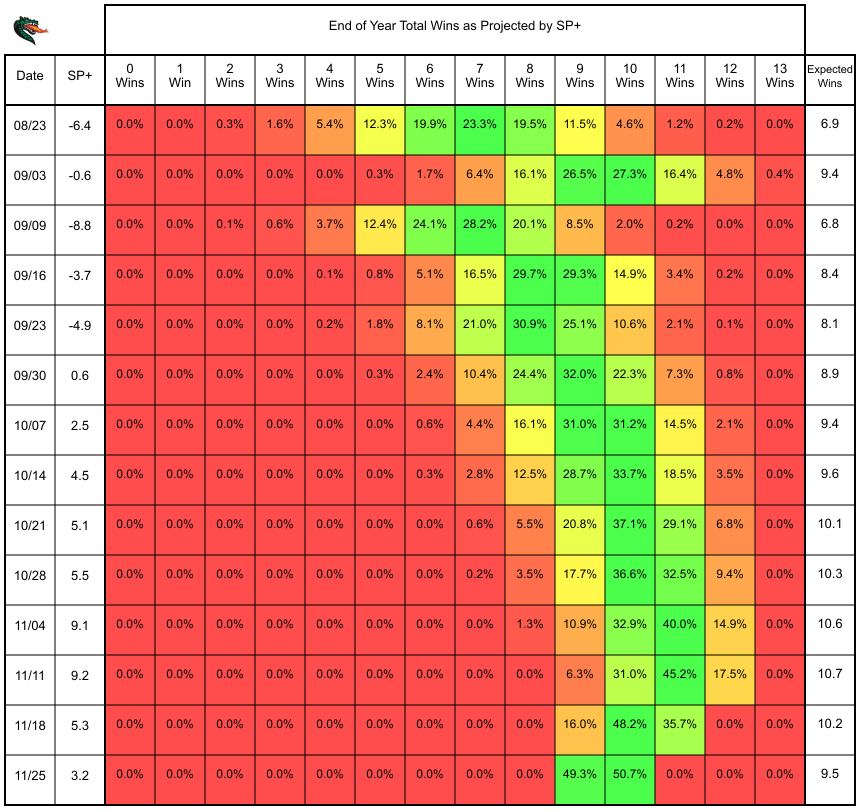 End of Year Total Wins as Projected by SP+
Date SP+ 0 Wins 1 Win 2 Wins 3 Wins 4 Wins 5 Wins 6 Wins 7 Wins 8 Wins 9 Wins 10 Wins 11 Wins 12 Wins 13 Wins Expected Wins
08/23 -6.4 0.0% 0.0% 0.3% 1.6% 5.4% 12.3% 19.9% 23.3% 19.5% 11.5% 4.6% 1.2% 0.2% 0.0% 6.9
09/03 -0.6 0.0% 0.0% 0.0% 0.0% 0.0% 0.3% 1.7% 6.4% 16.1% 26.5% 27.3% 16.4% 4.8% 0.4% 9.4
09/09 -8.8 0.0% 0.0% 0.1% 0.6% 3.7% 12.4% 24.1% 28.2% 20.1% 8.5% 2.0% 0.2% 0.0% 0.0% 6.8
09/16 -3.7 0.0% 0.0% 0.0% 0.0% 0.1% 0.8% 5.1% 16.5% 29.7% 29.3% 14.9% 3.4% 0.2% 0.0% 8.4
09/23 -4.9 0.0% 0.0% 0.0% 0.0% 0.2% 1.8% 8.1% 21.0% 30.9% 25.1% 10.6% 2.1% 0.1% 0.0% 8.1
09/30 0.6 0.0% 0.0% 0.0% 0.0% 0.0% 0.3% 2.4% 10.4% 24.4% 32.0% 22.3% 7.3% 0.8% 0.0% 8.9
10/07 2.5 0.0% 0.0% 0.0% 0.0% 0.0% 0.0% 0.6% 4.4% 16.1% 31.0% 31.2% 14.5% 2.1% 0.0% 9.4
10/14 4.5 0.0% 0.0% 0.0% 0.0% 0.0% 0.0% 0.3% 2.8% 12.5% 28.7% 33.7% 18.5% 3.5% 0.0% 9.6
10/21 5.1 0.0% 0.0% 0.0% 0.0% 0.0% 0.0% 0.0% 0.6% 5.5% 20.8% 37.1% 29.1% 6.8% 0.0% 10.1
10/28 5.5 0.0% 0.0% 0.0% 0.0% 0.0% 0.0% 0.0% 0.2% 3.5% 17.7% 36.6% 32.5% 9.4% 0.0% 10.3
11/04 9.1 0.0% 0.0% 0.0% 0.0% 0.0% 0.0% 0.0% 0.0% 1.3% 10.9% 32.9% 40.0% 14.9% 0.0% 10.6
11/11 9.2 0.0% 0.0% 0.0% 0.0% 0.0% 0.0% 0.0% 0.0% 0.0% 6.3% 31.0% 45.2% 17.5% 0.0% 10.7
11/18 5.3 0.0% 0.0% 0.0% 0.0% 0.0% 0.0% 0.0% 0.0% 0.0% 16.0% 48.2% 35.7% 0.0% 0.0% 10.2
11/25 3.2 0.0% 0.0% 0.0% 0.0% 0.0% 0.0% 0.0% 0.0% 0.0% 49.3% 50.7% 0.0% 0.0% 0.0% 9.5